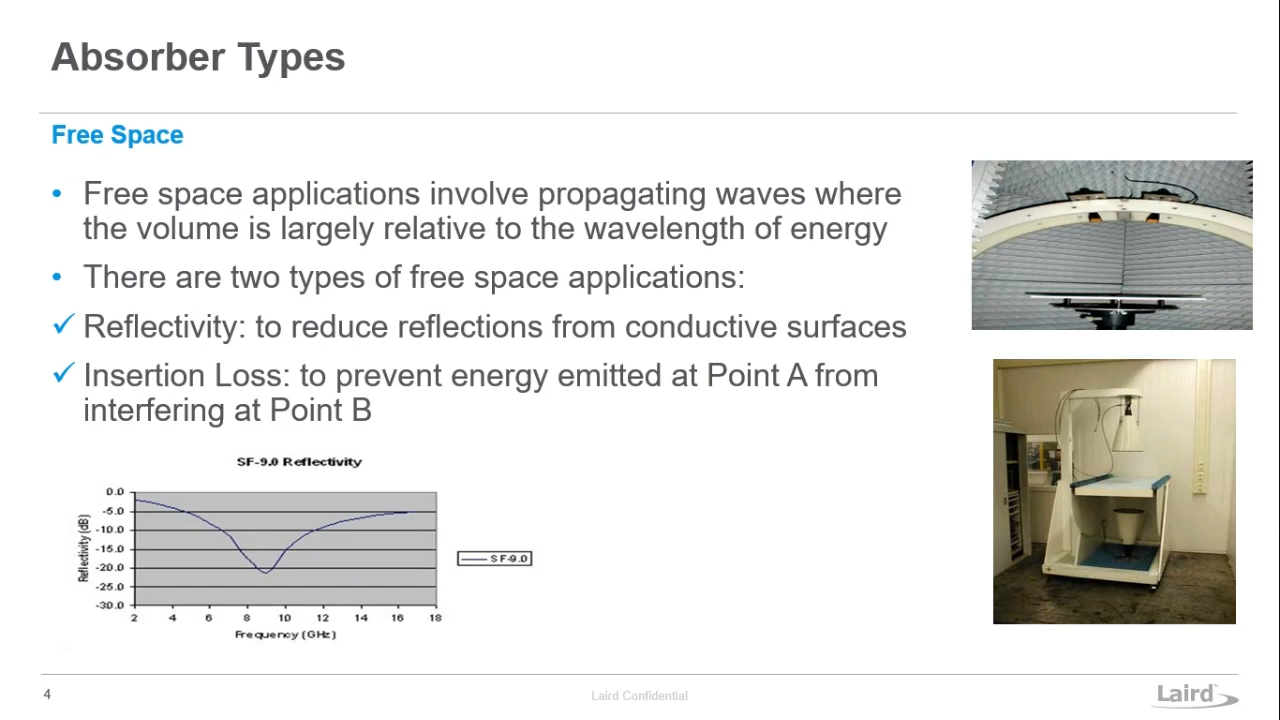 Absorber Types
Free Space
• Free space applications involve propagating waves where
the volume is largely relative to the wavelength of energy
• There are two types of free space applications:
✓ Reflectivity: to reduce reflections from conductive surfaces
✓ Insertion Loss: to prevent energy emitted at Point A from
interfering at Point B
SF-9.0 Reflectivity
Reflectivity (dB)
0.0
-5.0
-10.0
-15.0
-20.0
-25.0
-30.0
2 4 6 8 10 12 14 16 18
Frequency (GHz)
SF-9.0
4
Laird Confidential
Laird™